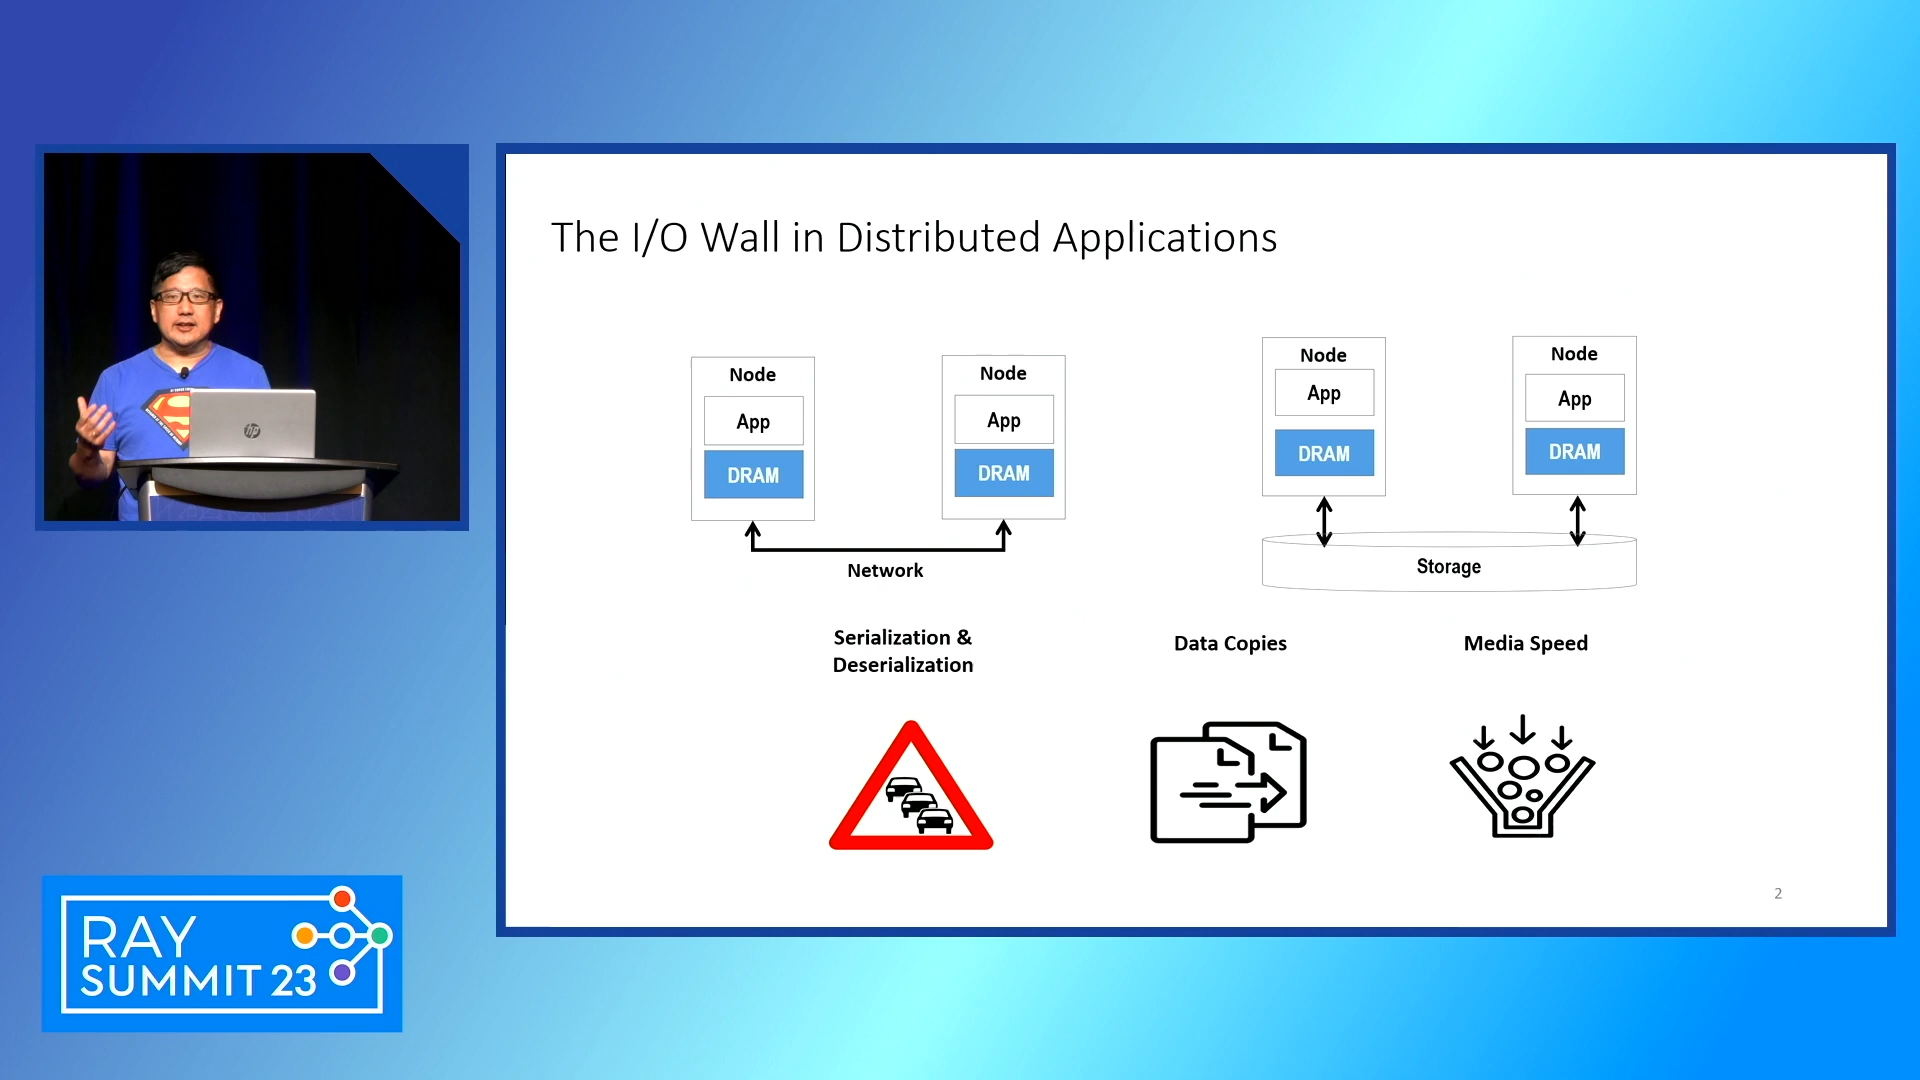 The I/O Wall in Distributed Applications
Node
App
DRAM
Node
App
DRAM
Network
Node
App
DRAM
Node
App
DRAM
Storage
Serialization &
Deserialization
Data Copies
Media Speed
2
hp
RAY
SUMMIT 23